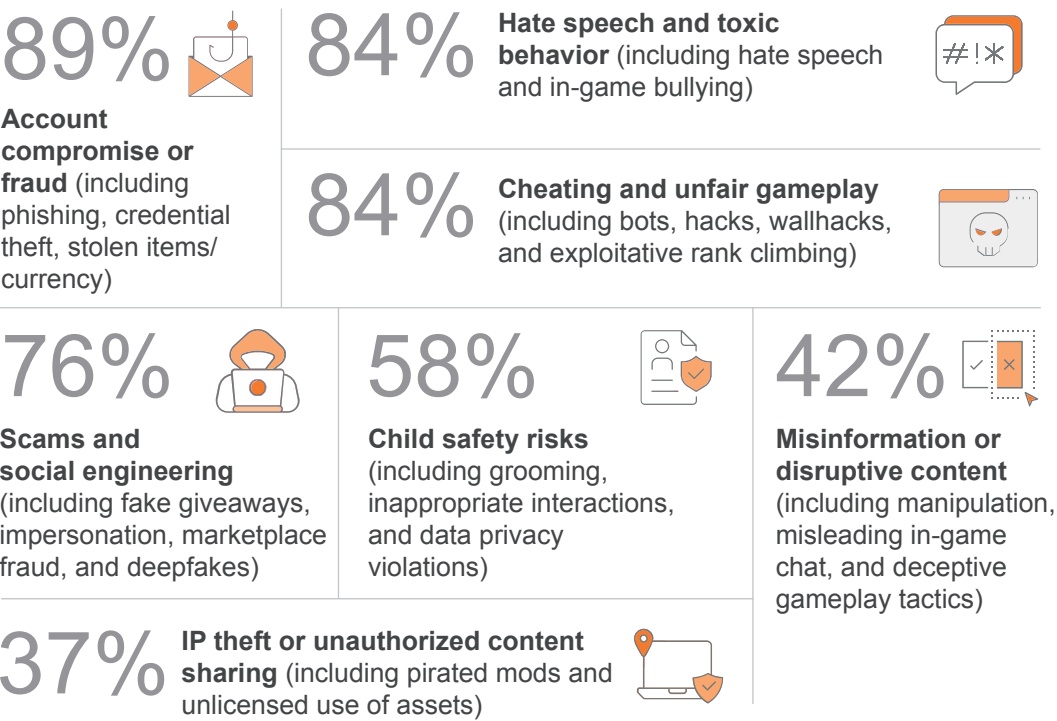 89%
Account
compromise or
fraud (including
phishing, credential
theft, stolen items/
currency)
84%
Hate speech and toxic
behavior (including hate speech
and in-game bullying)
#!*
84%
Cheating and unfair gameplay
(including bots, hacks, wallhacks,
and exploitative rank climbing)
76%
Scams and
social engineering
(including fake giveaways,
impersonation, marketplace
fraud, and deepfakes)
58%
Child safety risks
(including grooming,
inappropriate interactions,
and data privacy
violations)
42%
Misinformation or
disruptive content
(including manipulation,
misleading in-game
chat, and deceptive
gameplay tactics)
37%
IP theft or unauthorized content
sharing (including pirated mods and
unlicensed use of assets)